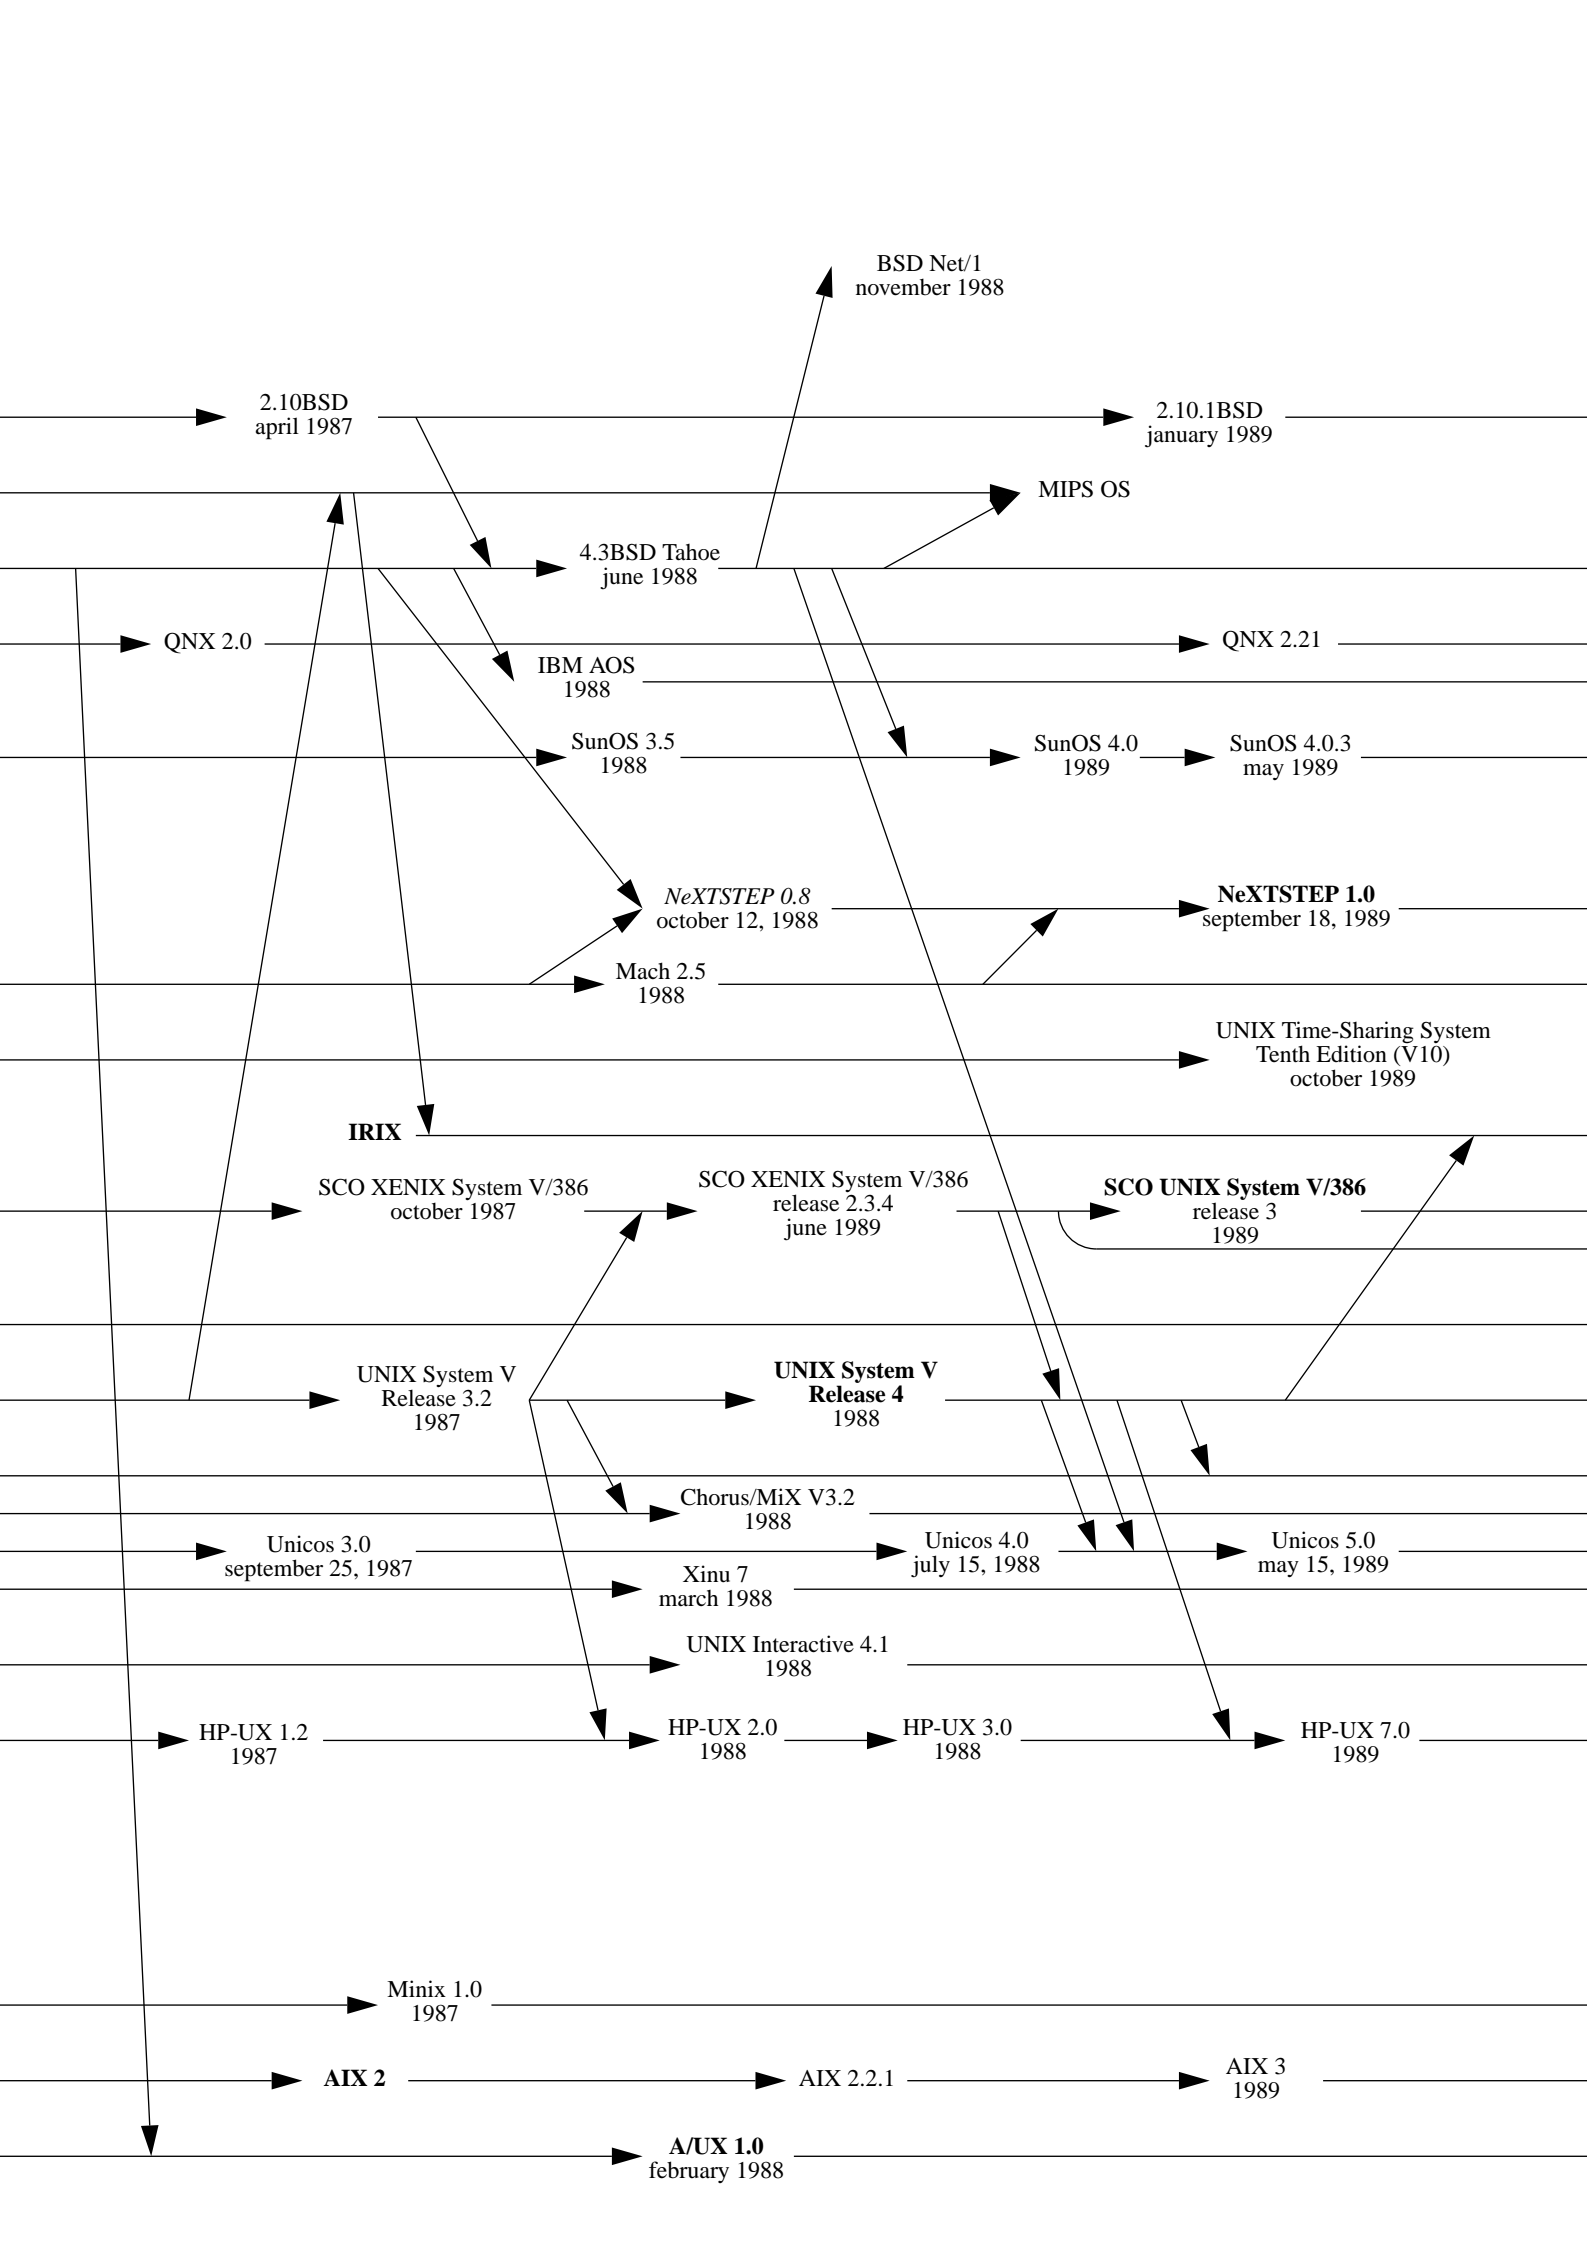 BSD Net/1
november 1988
2.10BSD
april 1987
2.10.1BSD
january 1989
MIPS OS
4.3BSD Tahoe
june 1988
QNX 2.0
QNX 2.21
IBM AOS
1988
SunOS 3.5
1988
SunOS 4.0
1989
SunOS 4.0.3
may 1989
NeXTSTEP 0.8
october 12, 1988
NeXTSTEP 1.0
september 18, 1989
Mach 2.5
1988
UNIX Time-Sharing System
Tenth Edition (V10)
october 1989
IRIX
SCO XENIX System V/386
october 1987
SCO XENIX System V/386
release 2.3.4
june 1989
SCO UNIX System V/386
release 3
1989
UNIX System V
Release 3.2
1987
UNIX System V
Release 4
1988
Chorus/MiX V3.2
1988
Unicos 3.0
september 25, 1987
Unicos 4.0
july 15, 1988
Unicos 5.0
may 15, 1989
Xinu 7
march 1988
UNIX Interactive 4.1
1988
HP-UX 1.2
1987
HP-UX 2.0
1988
HP-UX 3.0
1988
HP-UX 7.0
1989
Minix 1.0
1987
AIX 2
AIX 2.2.1
AIX 3
1989
A/UX 1.0
february 1988